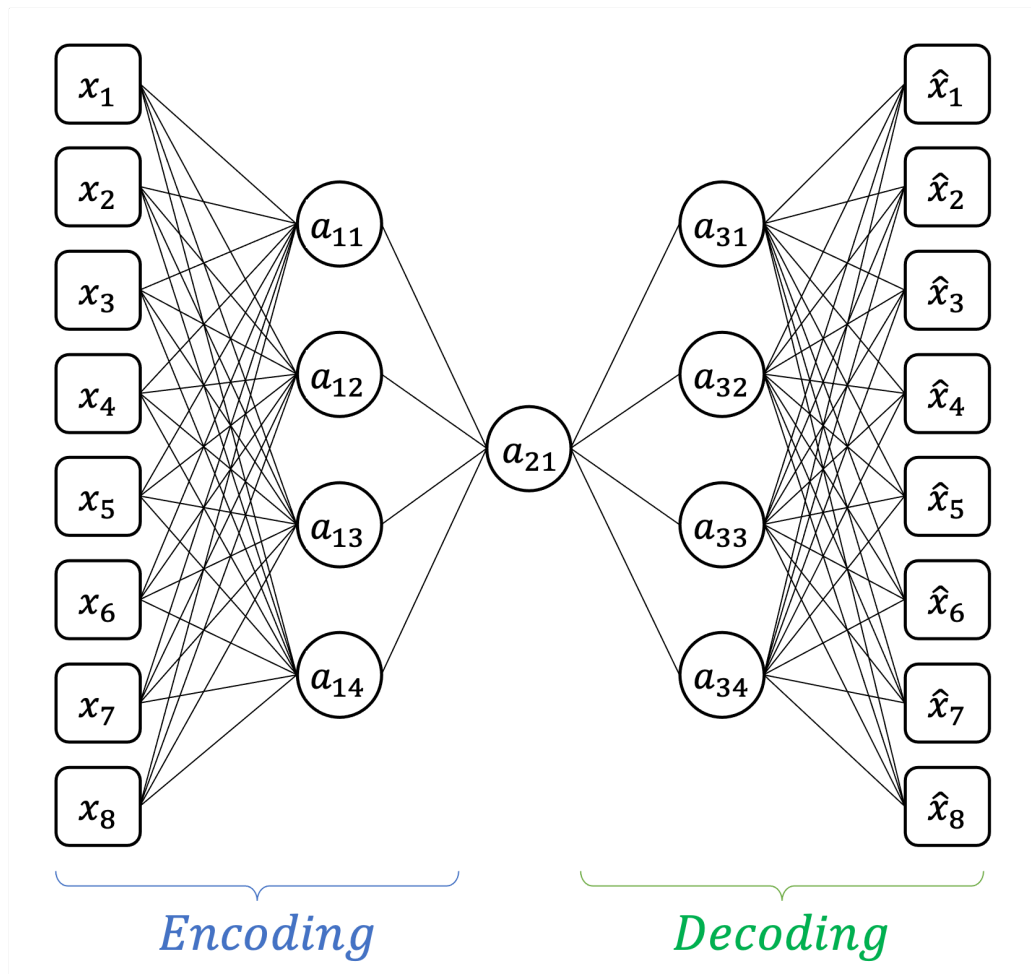 x₁
x₂
x₃
x₄
x₅
x₆
x₇
x₈
a₁₁
a₁₂
a₁₃
a₁₄
a₂₁
a₃₁
a₃₂
a₃₃
a₃₄
x̂₁
x̂₂
x̂₃
x̂₄
x̂₅
x̂₆
x̂₇
x̂₈
Encoding
Decoding